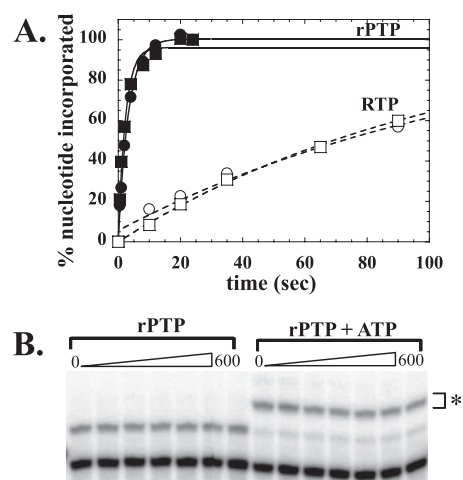 A.
% nucleotide incorporated
100
80
60
40
20
0
rPTP
RTP
0 20 40 60 80 100
time (sec)
B.
rPTP rPTP + ATP
0 600 0 600
*